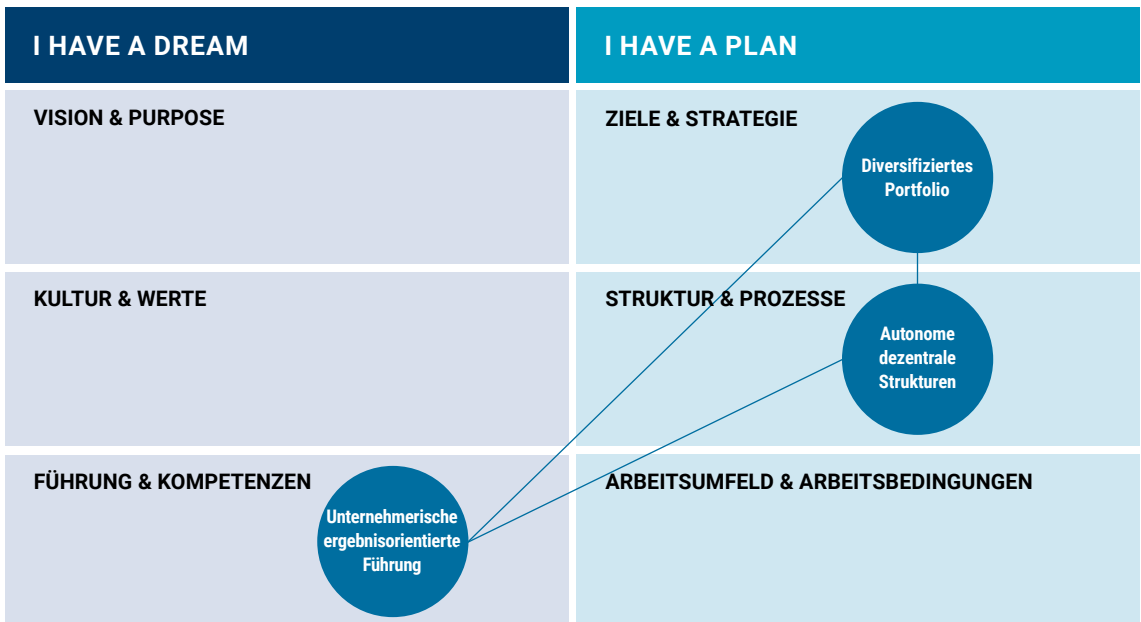 I HAVE A DREAM
I HAVE A PLAN
VISION & PURPOSE
ZIELE & STRATEGIE
Diversifiziertes
Portfolio
KULTUR & WERTE
STRUKTUR & PROZESSE
Autonome
dezentrale
Strukturen
FÜHRUNG & KOMPETENZEN
Unternehmerische
ergebnisorientierte
Führung
ARBEITSUMFELD & ARBEITSBEDINGUNGEN